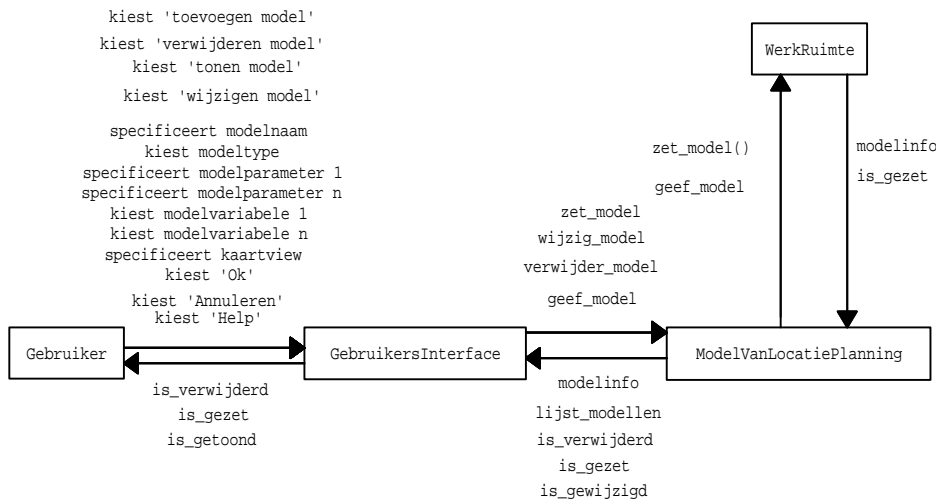 kiest 'toevoegen model'
kiest 'verwijderen model'
kiest 'tonen model'
kiest 'wijzigen model'
specificeert modelnaam
kiest modeltype
specificeert modelparameter 1
specificeert modelparameter n
kiest modelvariabele 1
kiest modelvariabele n
specificeert kaartview
kiest 'Ok'
kiest 'Annuleren'
kiest 'Help'
Gebruiker
is_verwijderd
is_gezet
is_getoond
GebruikersInterface
zet_model
wijzig_model
verwijder_model
geef_model
modelinfo
lijst_modellen
is_verwijderd
is_gezet
is_gewijzigd
ModelVanLocatiePlanning
zet_model()
geef_model
WerkRuimte
modelinfo
is_gezet